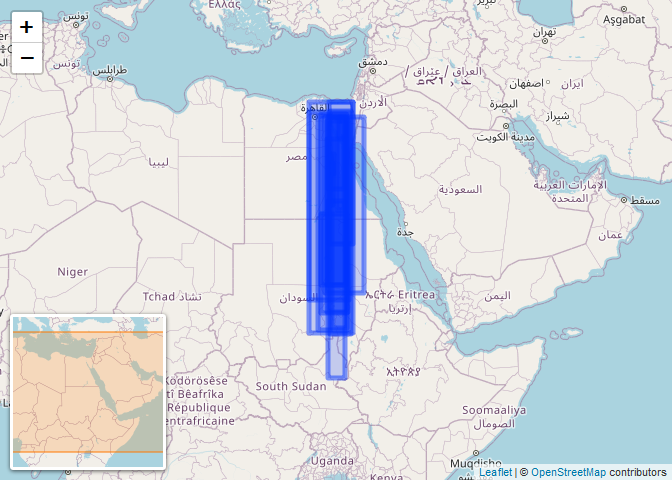 +
−
Ελλάς
تونس
تونس
طرابلس
ليبيا
القاهرة
مصر
دمشق
الأردن
العراق / عێراق /
تهران
Aşgabat
اصفهان
ایران
البصرة
شیراز
مدينة الكويت
السعودية
الإمارات العربية
المتحدة
مسقط
عمان
جدة
اليمن
Niger
Tchad تشاد
السودان
ኤርትራ Eritrea
إرتريا
ኢትዮጵያ
South Sudan
Ködörösêse
tî Bêafrîka
République
entrafricaine
Soomaaliya
الصومال
Muqdisho
Uganda
Kenya
Leaflet | © OpenStreetMap contributors